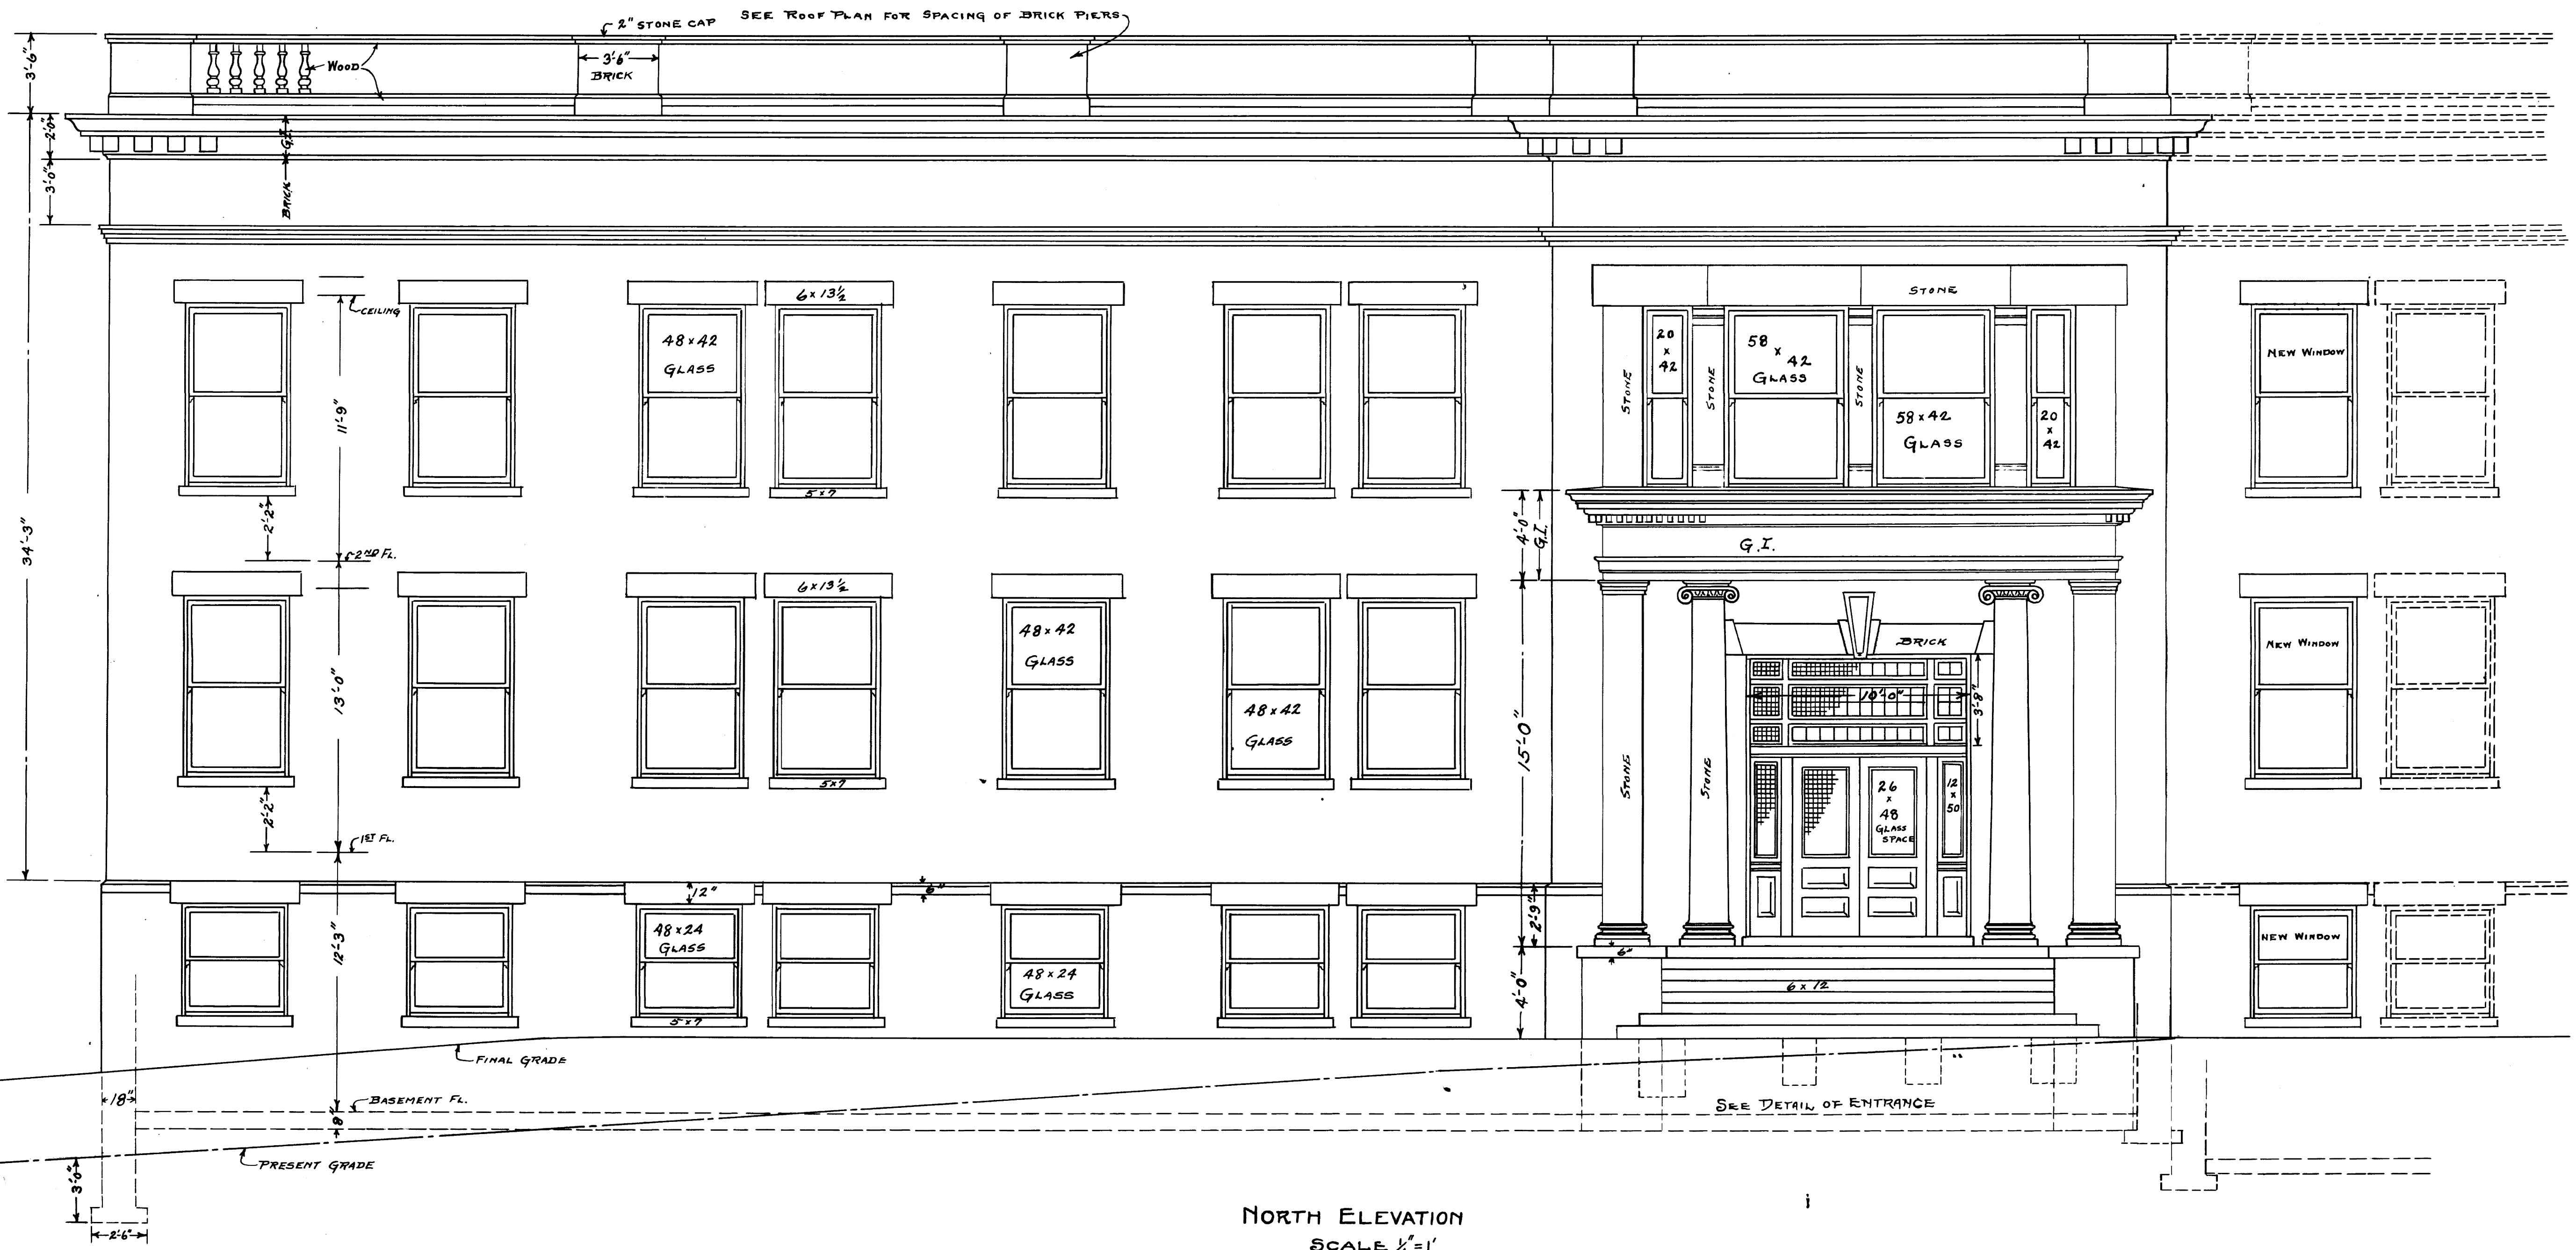 2" STONE CAP
SEE ROOF PLAN FOR SPACING OF BRICK PIERS
3'-6"
WOOD
3'-6"
BRICK
2'-0"
G.I.
3'-0"
BRICK
34'-3"
CEILING
6 x 13½
STONE
48 x 42
GLASS
20
x
42
58
x
42
GLASS
NEW WINDOW
STONE
STONE
STONE
11'-9"
58 x 42
GLASS
20
x
42
5 x 7
2'-2"
2ND FL.
4'-0"
G.I.
G.I.
6 x 13½
48 x 42
GLASS
BRICK
NEW WINDOW
13'-0"
10'-0"
3'-8"
48 x 42
GLASS
15'-0"
STONE
STONE
5 x 7
26
x
48
GLASS
SPACE
12
x
50
2'-2"
1ST FL.
12"
6"
2'-9"
48 x 24
GLASS
NEW WINDOW
12'-3"
6"
48 x 24
GLASS
4'-0"
6 x 12
5 x 7
FINAL GRADE
18"
BASEMENT FL.
8"
SEE DETAIL OF ENTRANCE
PRESENT GRADE
3'-0"
2'-6"
NORTH ELEVATION
SCALE ¼"=1'